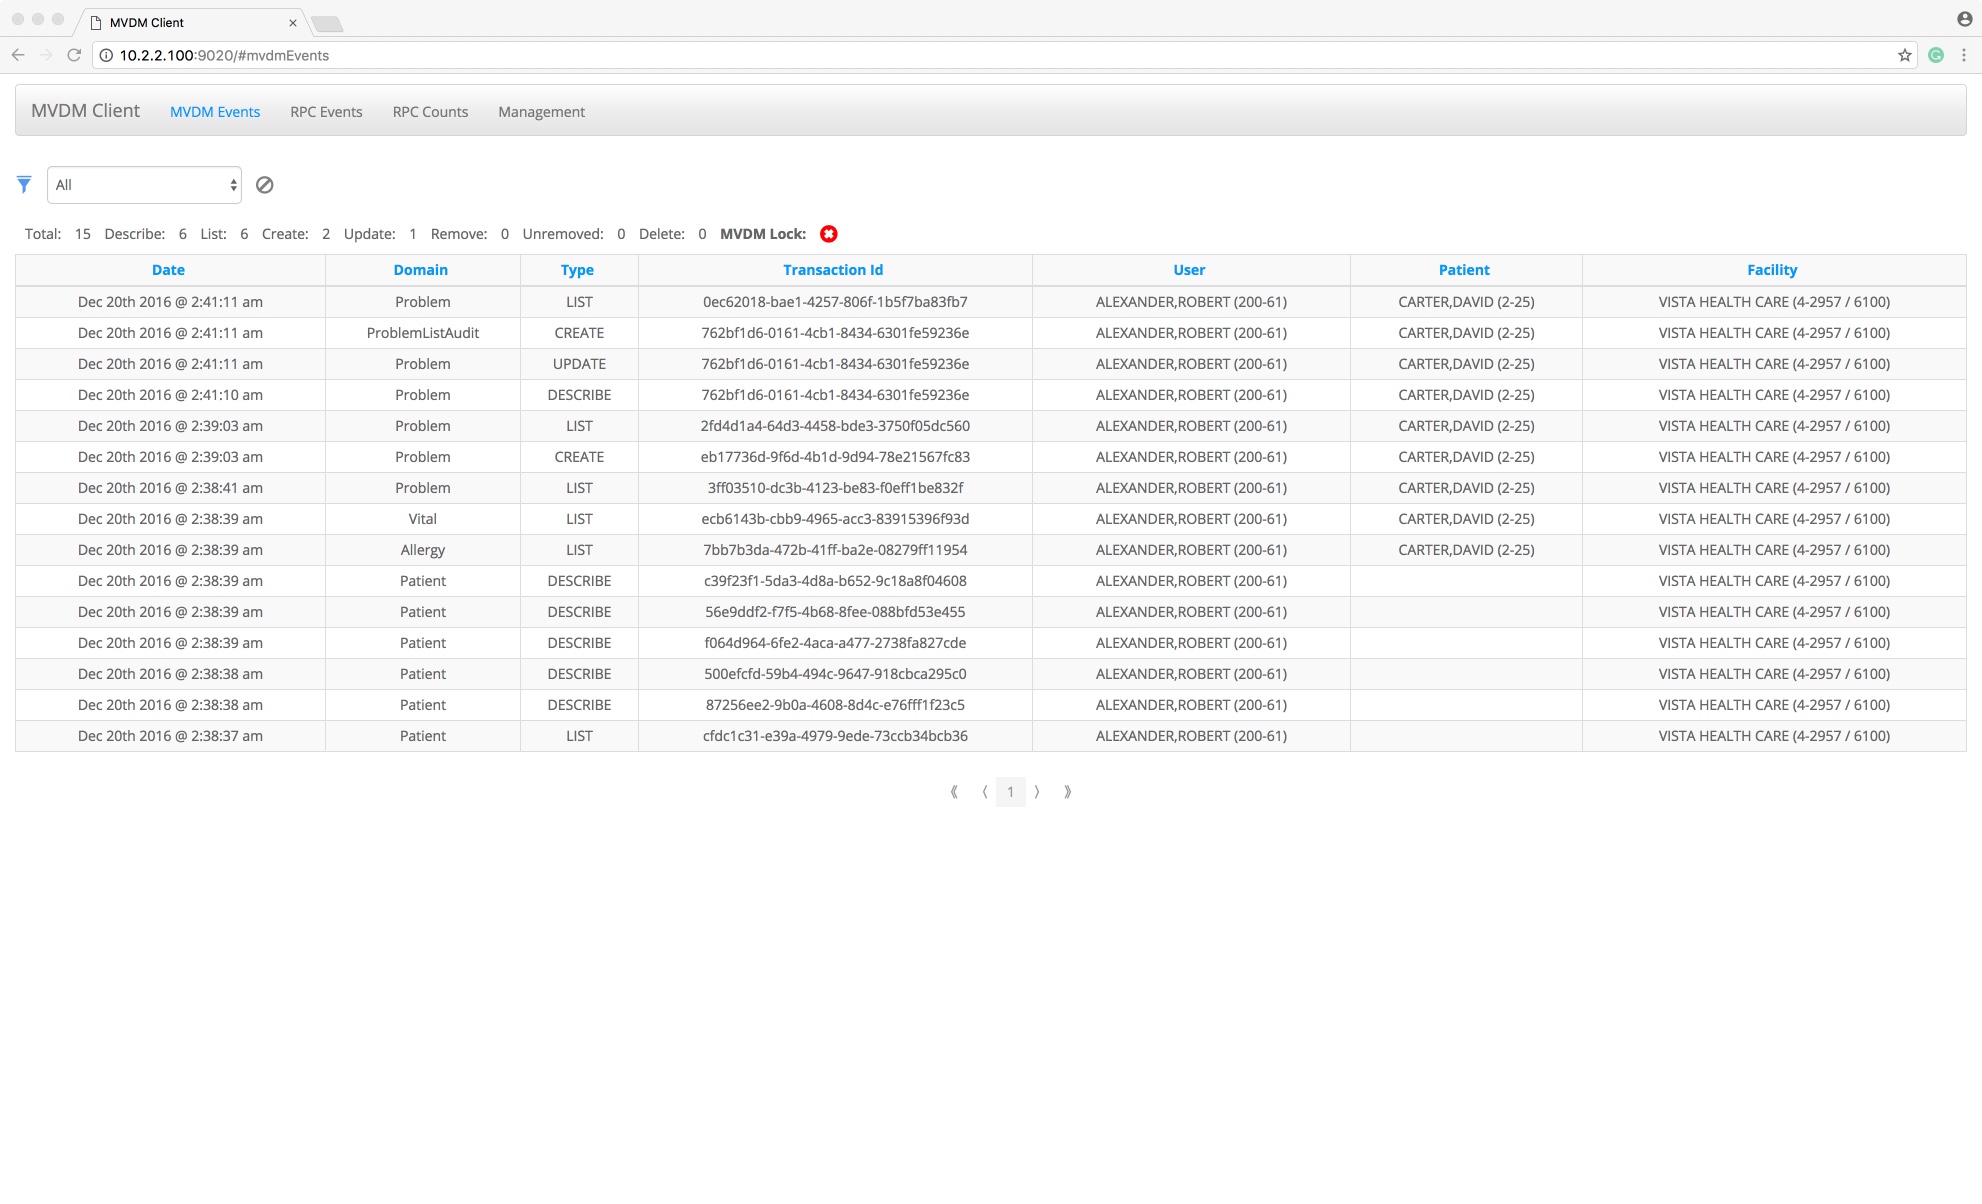 MVDM Client
10.2.2.100:9020/#mvdmEvents
MVDM Client MVDM Events RPC Events RPC Counts Management
All
Total: 15 Describe: 6 List: 6 Create: 2 Update: 1 Remove: 0 Unremoved: 0 Delete: 0 MVDM Lock:
Date Domain Type Transaction Id User Patient Facility
Dec 20th 2016 @ 2:41:11 am Problem LIST 0ec62018-bae1-4257-806f-1b5f7ba83fb7 ALEXANDER,ROBERT (200-61) CARTER,DAVID (2-25) VISTA HEALTH CARE (4-2957 / 6100)
Dec 20th 2016 @ 2:41:11 am ProblemListAudit CREATE 762bf1d6-0161-4cb1-8434-6301fe59236e ALEXANDER,ROBERT (200-61) CARTER,DAVID (2-25) VISTA HEALTH CARE (4-2957 / 6100)
Dec 20th 2016 @ 2:41:11 am Problem UPDATE 762bf1d6-0161-4cb1-8434-6301fe59236e ALEXANDER,ROBERT (200-61) CARTER,DAVID (2-25) VISTA HEALTH CARE (4-2957 / 6100)
Dec 20th 2016 @ 2:41:10 am Problem DESCRIBE 762bf1d6-0161-4cb1-8434-6301fe59236e ALEXANDER,ROBERT (200-61) CARTER,DAVID (2-25) VISTA HEALTH CARE (4-2957 / 6100)
Dec 20th 2016 @ 2:39:03 am Problem LIST 2fd4d1a4-64d3-4458-bde3-3750f05dc560 ALEXANDER,ROBERT (200-61) CARTER,DAVID (2-25) VISTA HEALTH CARE (4-2957 / 6100)
Dec 20th 2016 @ 2:39:03 am Problem CREATE eb17736d-9f6d-4b1d-9d94-78e21567fc83 ALEXANDER,ROBERT (200-61) CARTER,DAVID (2-25) VISTA HEALTH CARE (4-2957 / 6100)
Dec 20th 2016 @ 2:38:41 am Problem LIST 3ff03510-dc3b-4123-be83-f0eff1be832f ALEXANDER,ROBERT (200-61) CARTER,DAVID (2-25) VISTA HEALTH CARE (4-2957 / 6100)
Dec 20th 2016 @ 2:38:39 am Vital LIST ecb6143b-cbb9-4965-acc3-83915396f93d ALEXANDER,ROBERT (200-61) CARTER,DAVID (2-25) VISTA HEALTH CARE (4-2957 / 6100)
Dec 20th 2016 @ 2:38:39 am Allergy LIST 7bb7b3da-472b-41ff-ba2e-08279ff11954 ALEXANDER,ROBERT (200-61) CARTER,DAVID (2-25) VISTA HEALTH CARE (4-2957 / 6100)
Dec 20th 2016 @ 2:38:39 am Patient DESCRIBE c39f23f1-5da3-4d8a-b652-9c18a8f04608 ALEXANDER,ROBERT (200-61) VISTA HEALTH CARE (4-2957 / 6100)
Dec 20th 2016 @ 2:38:39 am Patient DESCRIBE 56e9ddf2-f7f5-4b68-8fee-088bfd53e455 ALEXANDER,ROBERT (200-61) VISTA HEALTH CARE (4-2957 / 6100)
Dec 20th 2016 @ 2:38:39 am Patient DESCRIBE f064d964-6fe2-4aca-a477-2738fa827cde ALEXANDER,ROBERT (200-61) VISTA HEALTH CARE (4-2957 / 6100)
Dec 20th 2016 @ 2:38:38 am Patient DESCRIBE 500efcfd-59b4-494c-9647-918cbca295c0 ALEXANDER,ROBERT (200-61) VISTA HEALTH CARE (4-2957 / 6100)
Dec 20th 2016 @ 2:38:38 am Patient DESCRIBE 87256ee2-9b0a-4608-8d4c-e76fff1f23c5 ALEXANDER,ROBERT (200-61) VISTA HEALTH CARE (4-2957 / 6100)
Dec 20th 2016 @ 2:38:37 am Patient LIST cfdc1c31-e39a-4979-9ede-73ccb34bcb36 ALEXANDER,ROBERT (200-61) VISTA HEALTH CARE (4-2957 / 6100)
⟪ ⟨ 1 ⟩ ⟫